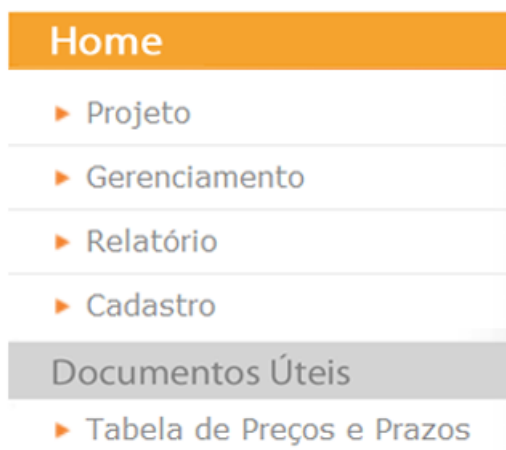 Home
Projeto
Gerenciamento
Relatório
Cadastro
Documentos Úteis
Tabela de Preços e Prazos